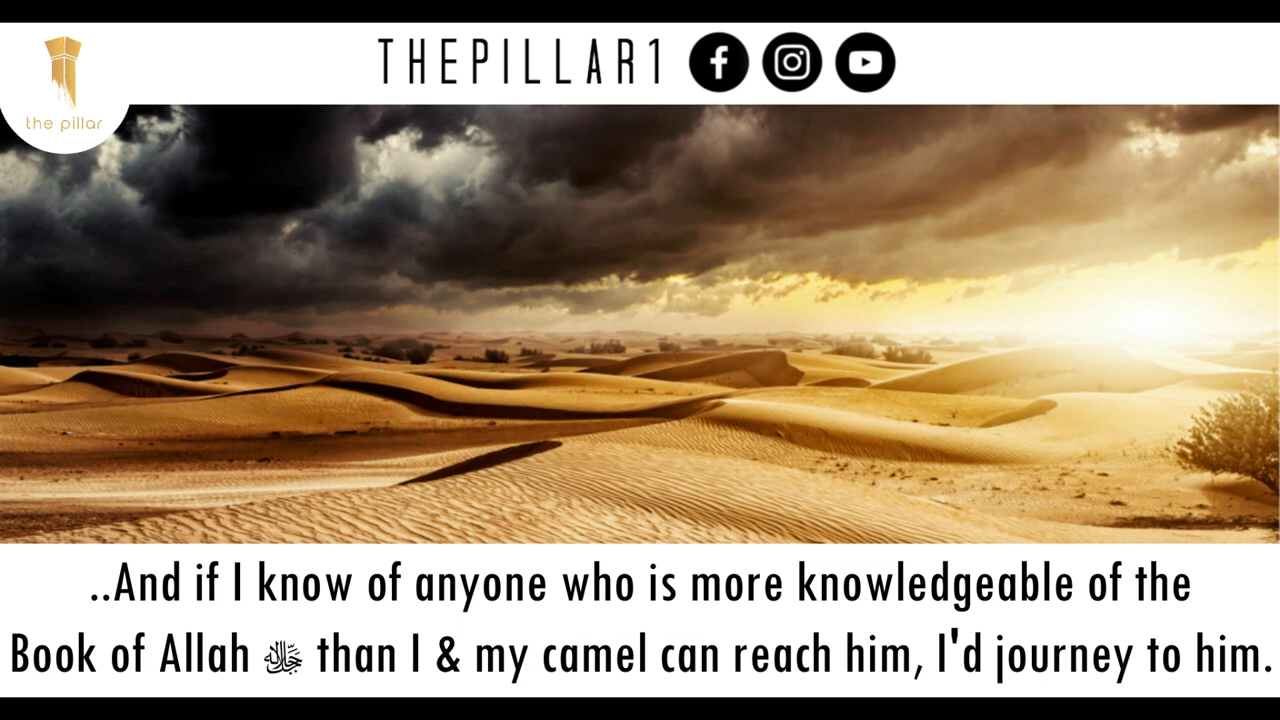 the pillar
THEPILLAR1
..And if I know of anyone who is more knowledgeable of the
Book of Allah ﷻ than I & my camel can reach him, I'd journey to him.